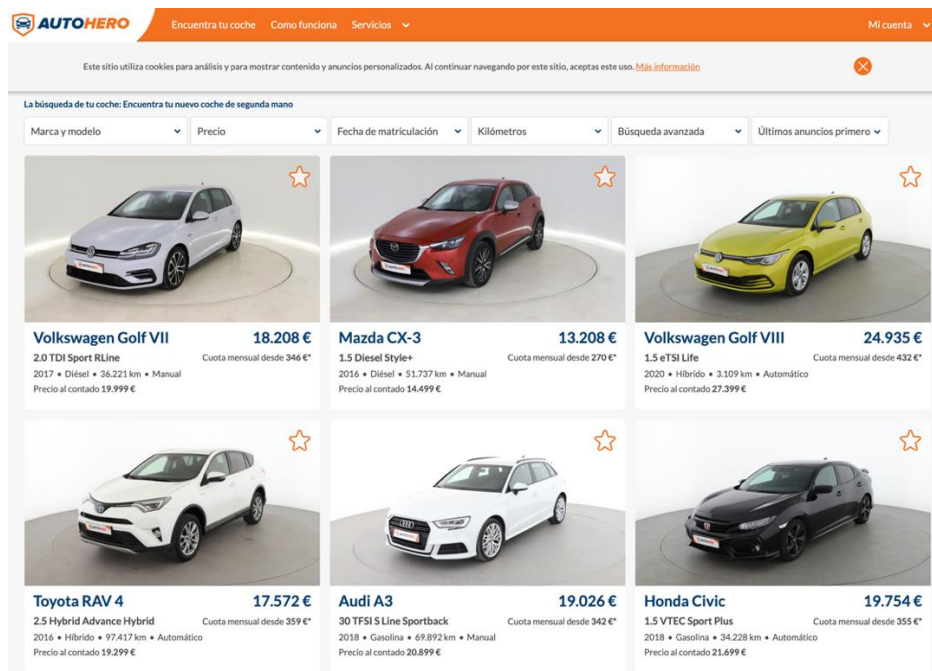 AUTOHERO
Encuentra tu coche Como funciona Servicios Mi cuenta
Este sitio utiliza cookies para análisis y para mostrar contenido y anuncios personalizados. Al continuar navegando por este sitio, aceptas este uso. Más información
La búsqueda de tu coche: Encuentra tu nuevo coche de segunda mano
Marca y modelo Precio Fecha de matriculación Kilómetros Búsqueda avanzada Últimos anuncios primero
AUTOHERO AUTOHERO AUTOHERO
Volkswagen Golf VII 18.208 €
2.0 TDI Sport RLine Cuota mensual desde 346 €*
2017 • Diésel • 36.221 km • Manual
Precio al contado 19.999 €
Mazda CX-3 13.208 €
1.5 Diesel Style+ Cuota mensual desde 270 €*
2016 • Diésel • 51.737 km • Manual
Precio al contado 14.499 €
Volkswagen Golf VIII 24.935 €
1.5 eTSI Life Cuota mensual desde 432 €*
2020 • Híbrido • 3.109 km • Automático
Precio al contado 27.399 €
AUTOHERO AUTOHERO AUTOHERO
Toyota RAV 4 17.572 €
2.5 Hybrid Advance Hybrid Cuota mensual desde 359 €*
2016 • Híbrido • 97.417 km • Automático
Precio al contado 19.299 €
Audi A3 19.026 €
30 TFSI S Line Sportback Cuota mensual desde 342 €*
2018 • Gasolina • 69.892 km • Manual
Precio al contado 20.899 €
Honda Civic 19.754 €
1.5 VTEC Sport Plus Cuota mensual desde 355 €*
2018 • Gasolina • 34.228 km • Automático
Precio al contado 21.699 €